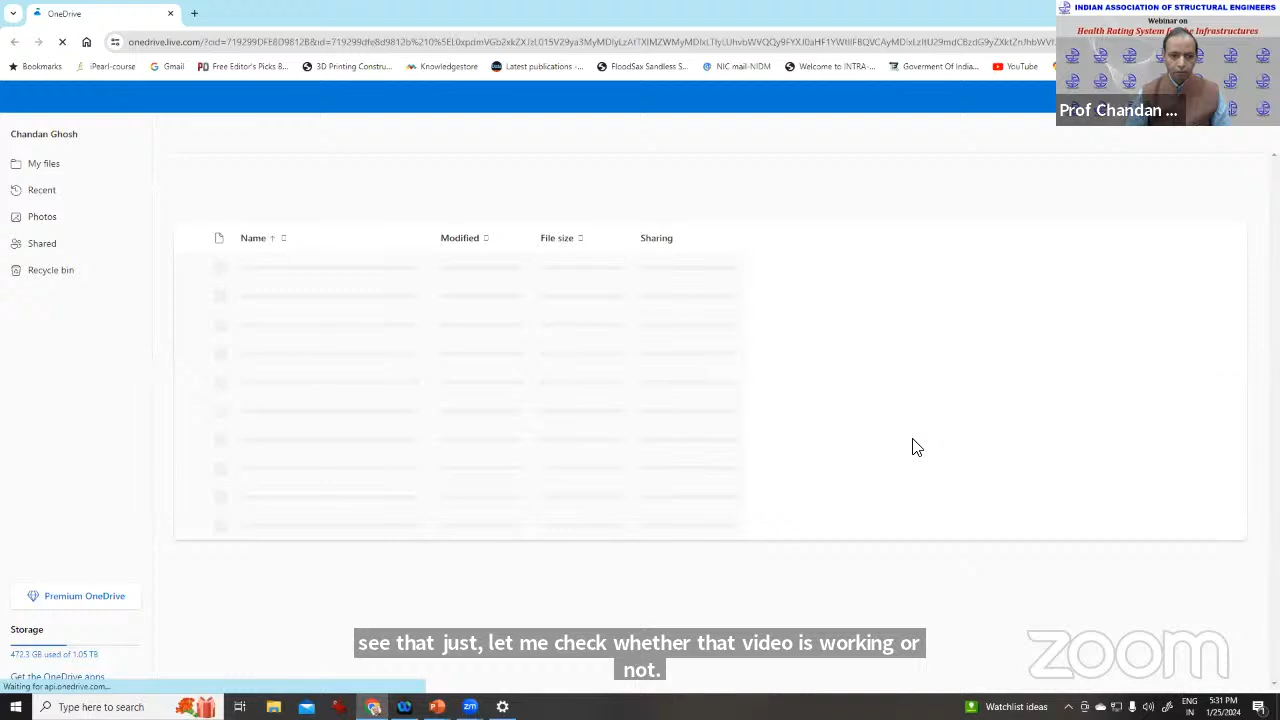 OneDrive
INDIAN ASSOCIATION OF STRUCTURAL ENGINEERS
Webinar on
Health Rating System for the Infrastructures
Prof Chandan ...
Bookmarks
iPearl-course
Gmail
Free Editor's Picks. Bl...
3D Printing Constru...
Knowledge4
Latest publications -...
FloodSax Sandless S...
NIC mail-NIDM
Welcome to INTRA-...
Goverment Of India...
YouTube
Chandan Ghosh
My files
Recent
Photos
Shared
Recycle bin
Name ↑
Modified
File size
Sharing
Premium OneDrive
Storage
472.3 GB used of 1.05 TB
Get the
Waiting for api.onedrive.com...
see that just, let me check whether that video is working or
not.
zoom
Type here to search
Watchlist ideas
ENG
IN
5:31 PM
1/25/2024